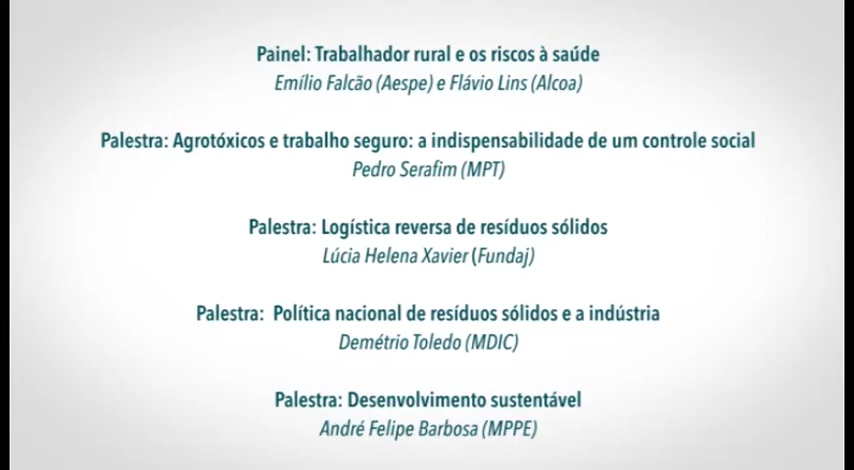 Painel: Trabalhador rural e os riscos à saúde
Emílio Falcão (Aespe) e Flávio Lins (Alcoa)
Palestra: Agrotóxicos e trabalho seguro: a indispensabilidade de um controle social
Pedro Serafim (MPT)
Palestra: Logística reversa de resíduos sólidos
Lúcia Helena Xavier (Fundaj)
Palestra: Política nacional de resíduos sólidos e a indústria
Demétrio Toledo (MDIC)
Palestra: Desenvolvimento sustentável
André Felipe Barbosa (MPPE)